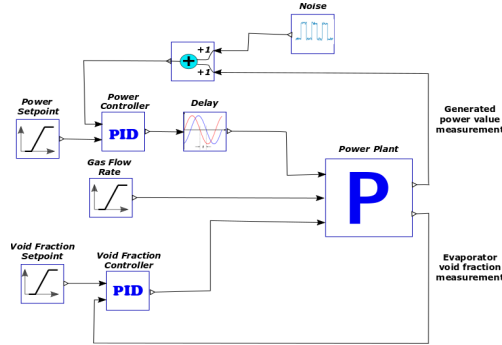 Noise
+1
+1
Power
Setpoint
Power
Controller
PID
Delay
Generated
power value
measurement
Power Plant
P
Gas Flow
Rate
Void Fraction
Setpoint
Void Fraction
Controller
PID
Evaporator
void fraction
measurement